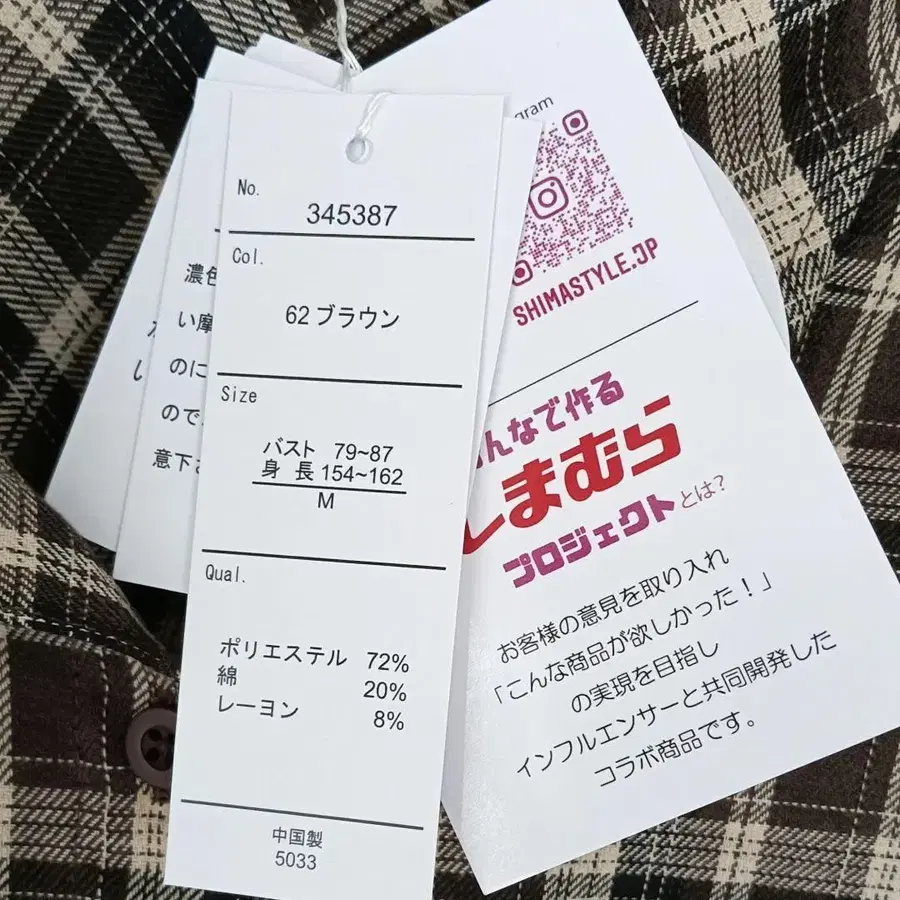 No.
345387
Col.
62 ブラウン
Size
バスト 79~87
身長 154~162
M
Qual.
ポリエステル 72%
綿 20%
レーヨン 8%
中国製
5033
濃色
い摩
のに
ので
意下さ
い
gram
SHIMASTYLE.JP
んなで作る
しまむら
プロジェクトとは?
お客様の意見を取り入れ
「こんな商品が欲しかった!」
の実現を目指し
インフルエンサーと共同開発した
コラボ商品です。